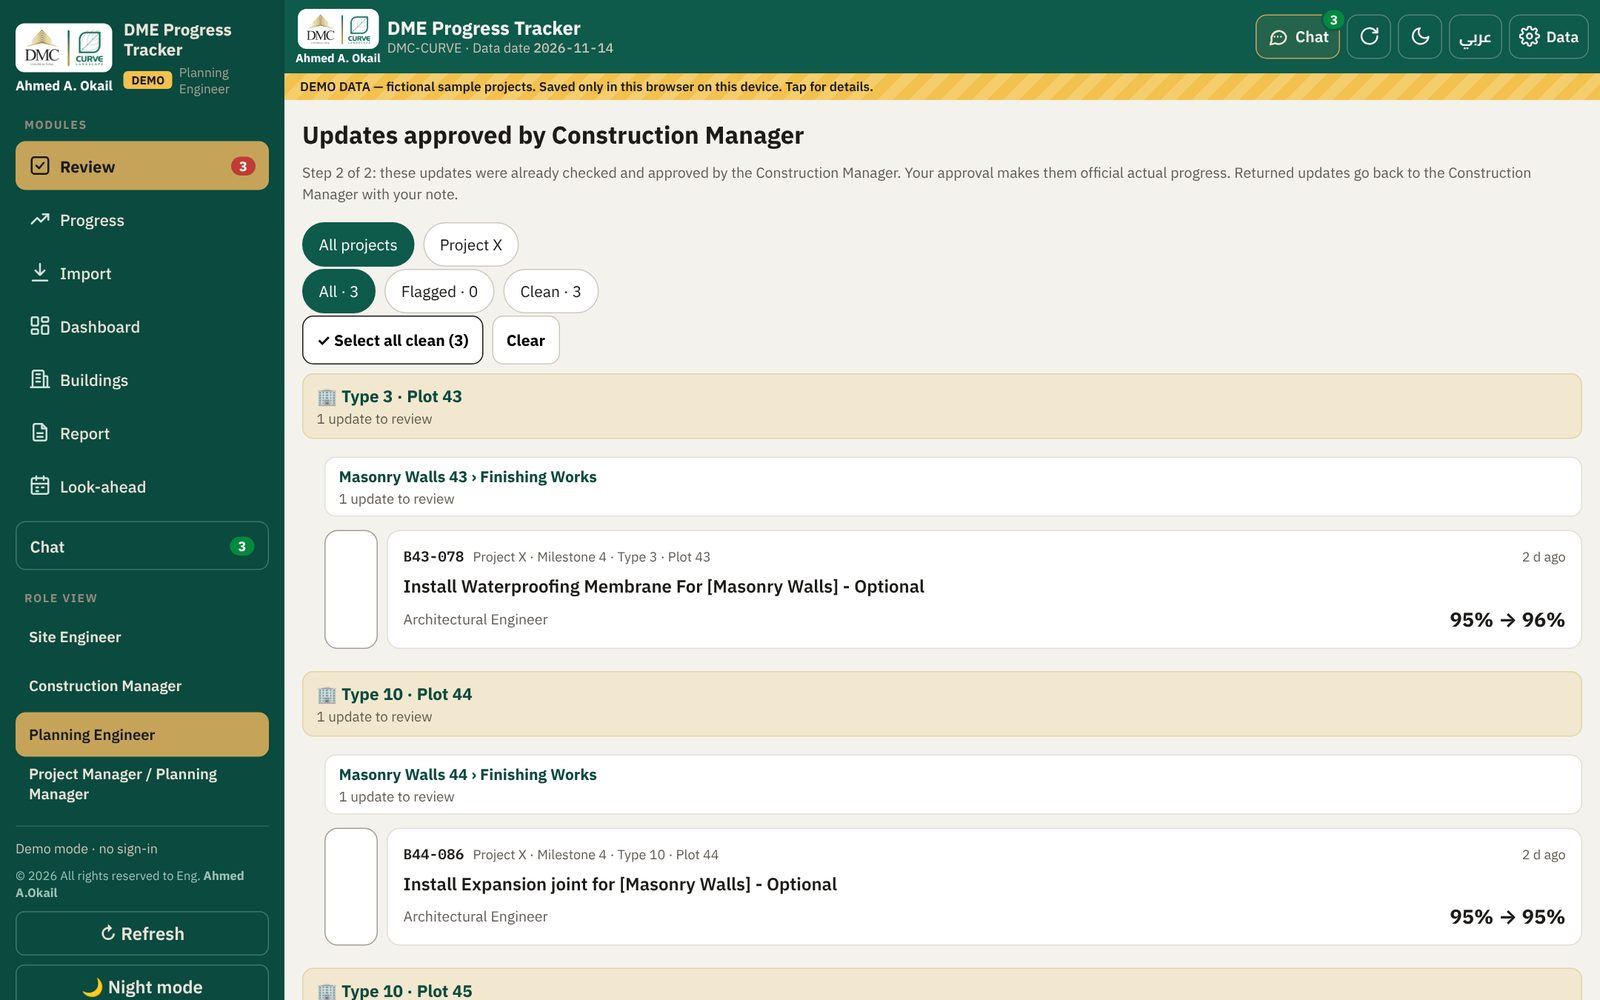 DMC
CURVE
LANDSCAPE
Ahmed A. Okail
DME Progress
Tracker
DEMO
Planning
Engineer
MODULES
Review
3
Progress
Import
Dashboard
Buildings
Report
Look-ahead
Chat
3
ROLE VIEW
Site Engineer
Construction Manager
Planning Engineer
Project Manager / Planning
Manager
Demo mode · no sign-in
© 2026 All rights reserved to Eng. Ahmed
A.Okail
↻ Refresh
🌙 Night mode
DMC
CURVE
Ahmed A. Okail
DME Progress Tracker
DMC-CURVE · Data date 2026-11-14
Chat
3
عربي
Data
DEMO DATA — fictional sample projects. Saved only in this browser on this device. Tap for details.
Updates approved by Construction Manager
Step 2 of 2: these updates were already checked and approved by the Construction Manager. Your approval makes them official actual progress. Returned updates go back to the Construction
Manager with your note.
All projects
Project X
All · 3
Flagged · 0
Clean · 3
✓ Select all clean (3)
Clear
🏢 Type 3 · Plot 43
1 update to review
Masonry Walls 43 › Finishing Works
1 update to review
B43-078 Project X · Milestone 4 · Type 3 · Plot 43
2 d ago
Install Waterproofing Membrane For [Masonry Walls] - Optional
Architectural Engineer
95% → 96%
🏢 Type 10 · Plot 44
1 update to review
Masonry Walls 44 › Finishing Works
1 update to review
B44-086 Project X · Milestone 4 · Type 10 · Plot 44
2 d ago
Install Expansion joint for [Masonry Walls] - Optional
Architectural Engineer
95% → 95%
🏢 Type 10 · Plot 45